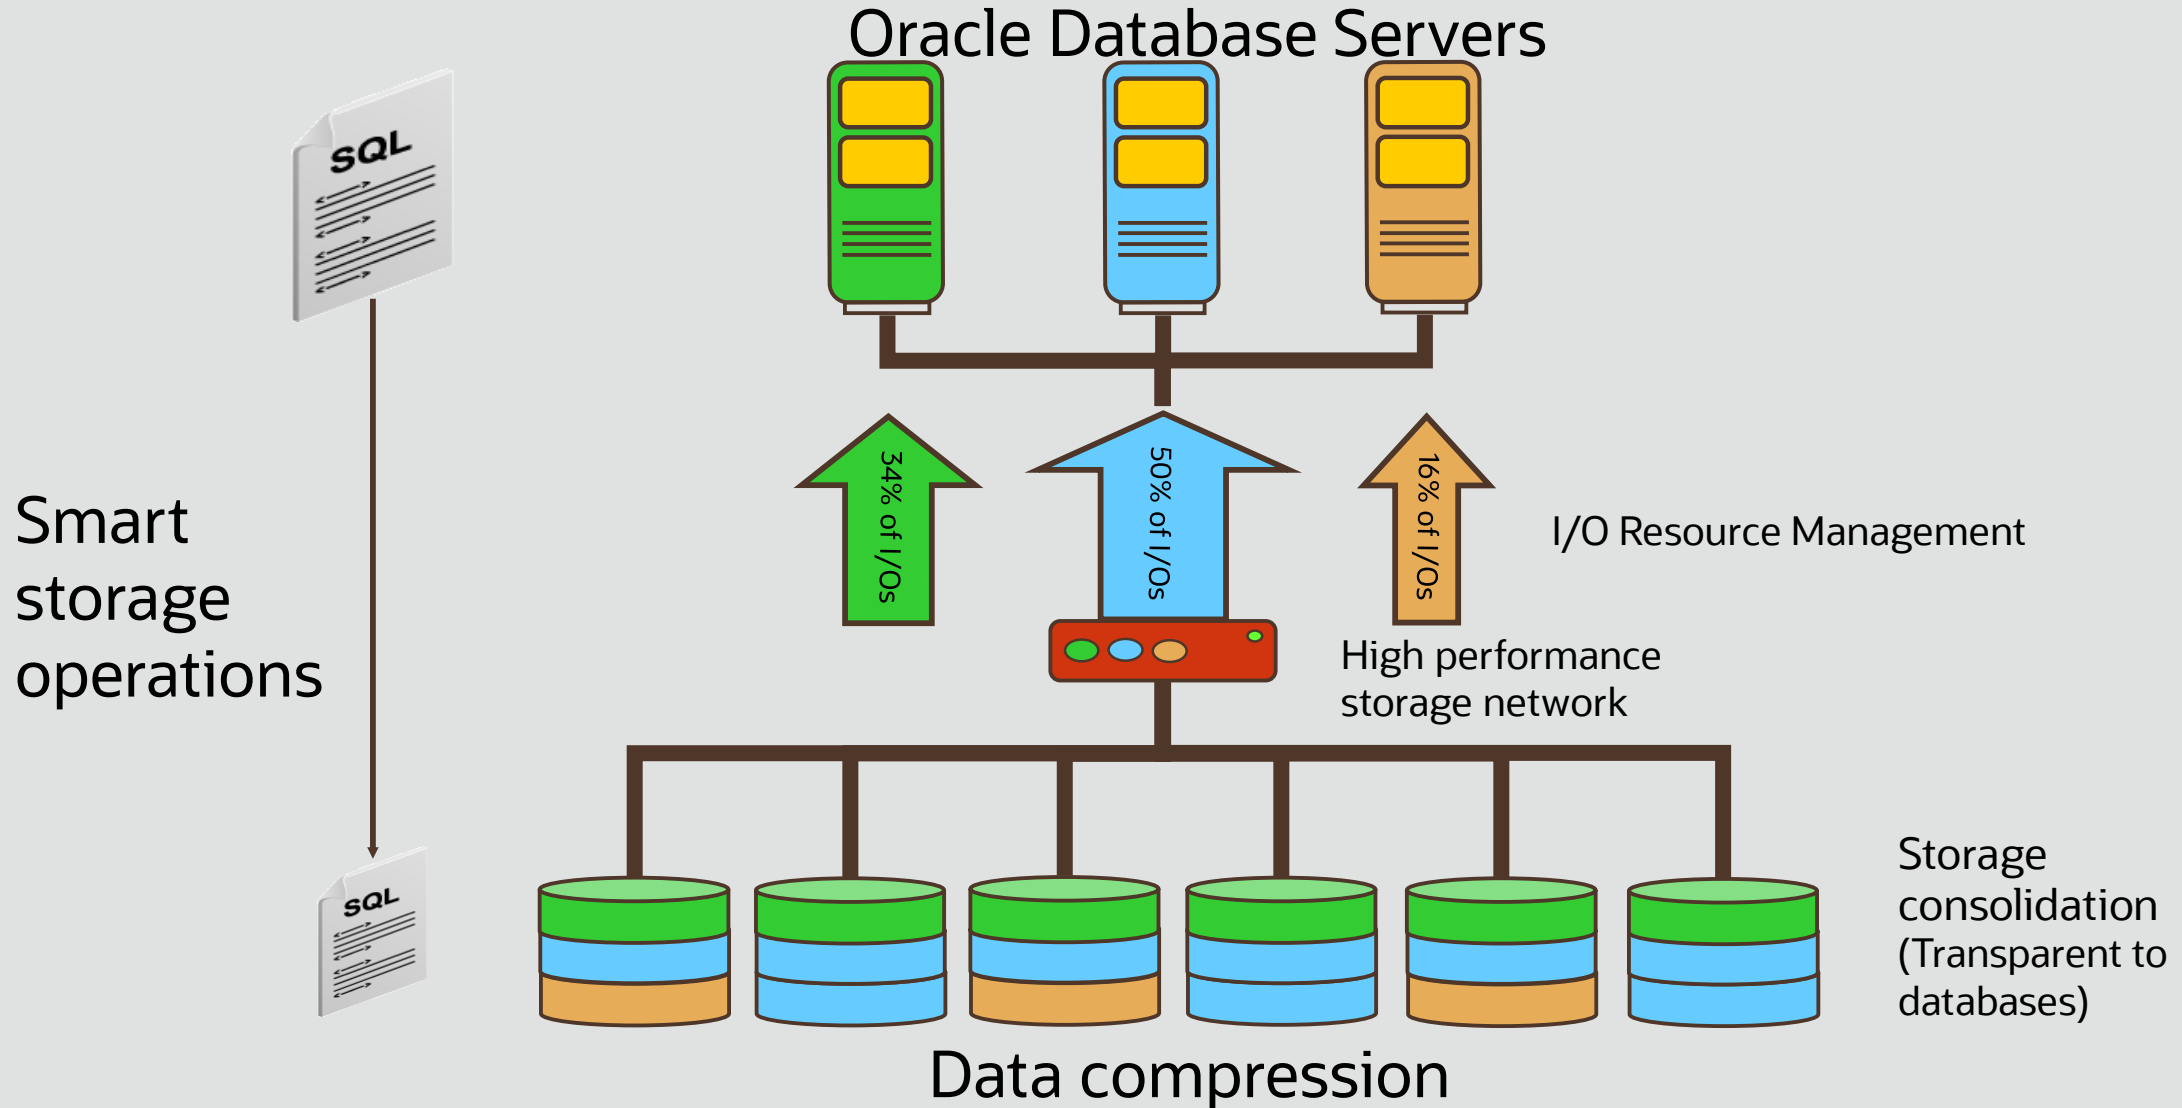 Oracle Database Servers
SQL
34% of I/Os
50% of I/Os
16% of I/Os
I/O Resource Management
Smart
storage
operations
High performance
storage network
SQL
Storage
consolidation
(Transparent to
databases)
Data compression